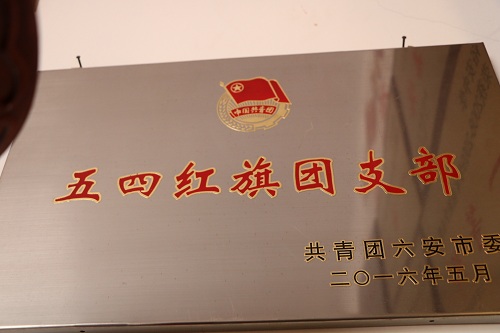 中国共青团
五四红旗团支部
共青团六安市委
二〇一六年五月